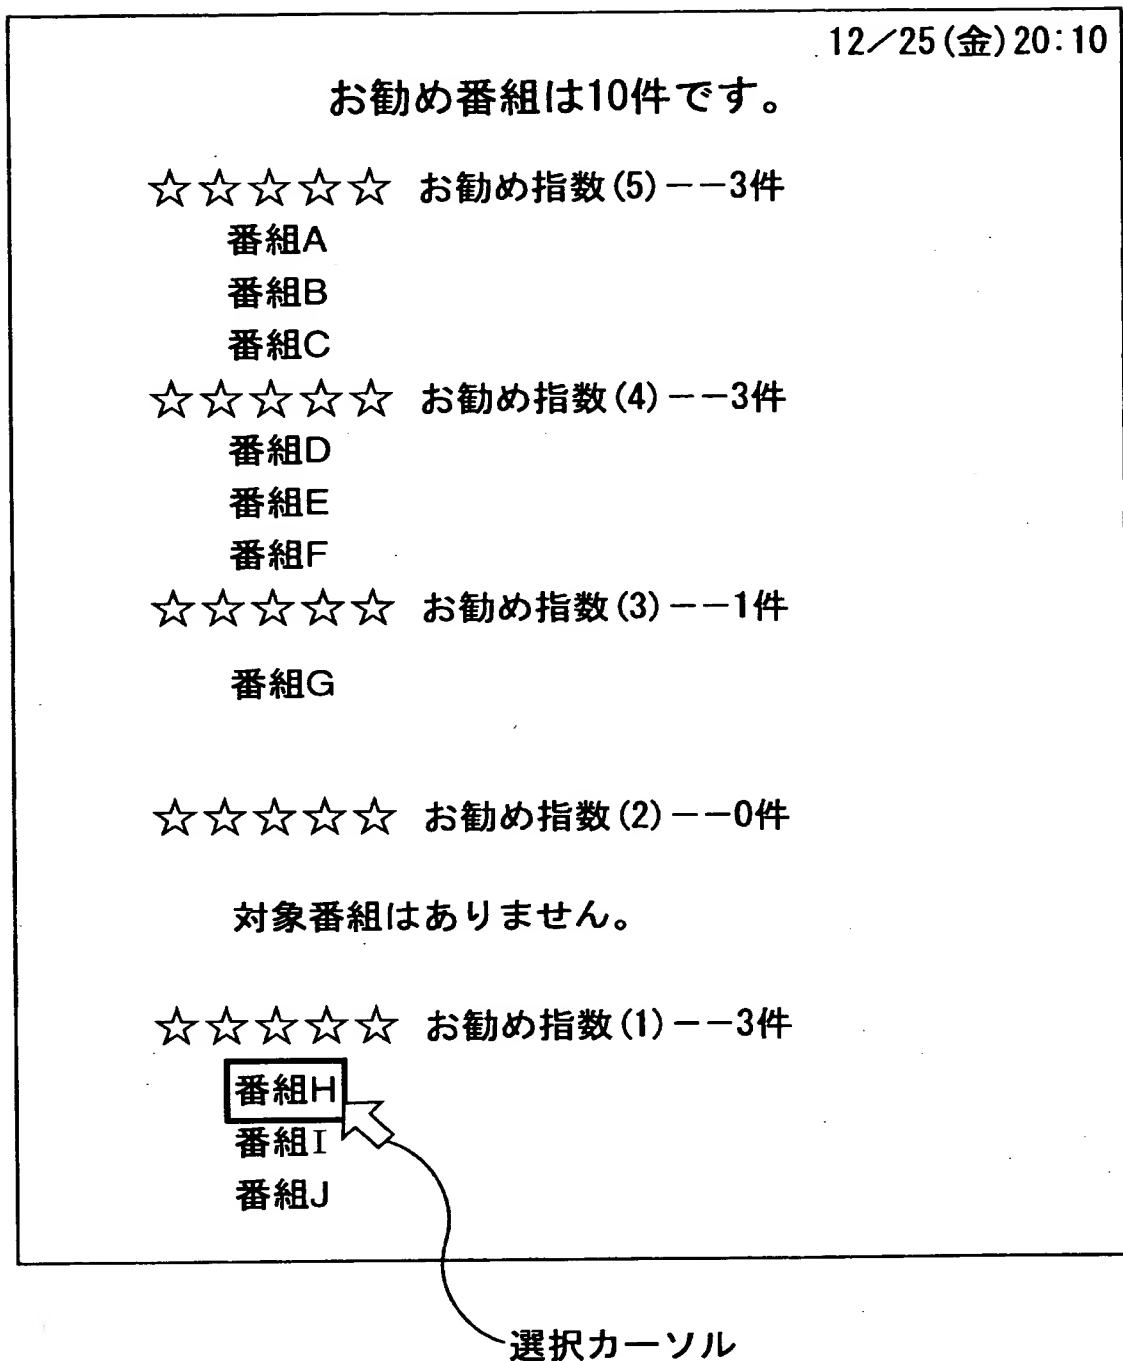 12／25(金)20:10
お勧め番組は10件です。
☆☆☆☆☆ お勧め指数(5)−−3件
番組A
番組B
番組C
☆☆☆☆☆ お勧め指数(4)−−3件
番組D
番組E
番組F
☆☆☆☆☆ お勧め指数(3)−−1件
番組G
☆☆☆☆☆ お勧め指数(2)−−0件
対象番組はありません。
☆☆☆☆☆ お勧め指数(1)−−3件
番組H
番組I
番組J
選択カーソル